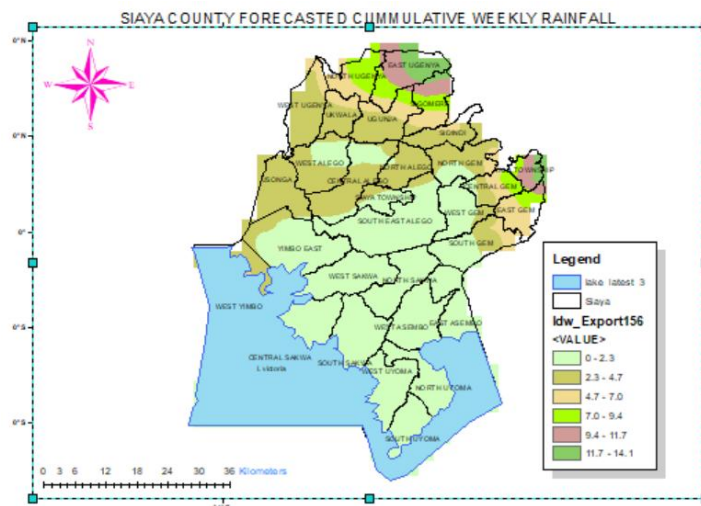 SIAYA COUNTY FORECASTED CUMMULATIVE WEEKLY RAINFALL
0°N
N
W E
S
EAST UGENYA
NORTH UGENYA
WEST UGENYA
SIGOMERE
UKWALA
UGUNJA
0°N
SIDINDI
WEST ALEGO
NORTH ALEGO
NORTH GEM
TOWNSHIP
USONGA
CENTRAL ALEGO
CENTRAL GEM
SIAYA TOWNSHIP
WEST GEM
EAST GEM
SOUTH EAST ALEGO
0°
YIMBO EAST
SOUTH GEM
WEST SAKWA
NORTH SAKWA
WEST YIMBO
0°S
WEST ASEMBO
EAST ASEMBO
CENTRAL SAKWA
SOUTH SAKWA
L.victoria
WEST UYOMA
NORTH UYOMA
0°S
SOUTH UYOMA
Legend
lake_latest_3
Siaya
Idw_Export156
<VALUE>
0 - 2.3
2.3 - 4.7
4.7 - 7.0
7.0 - 9.4
9.4 - 11.7
11.7 - 14.1
0 3 6 12 18 24 30 36 Kilometers